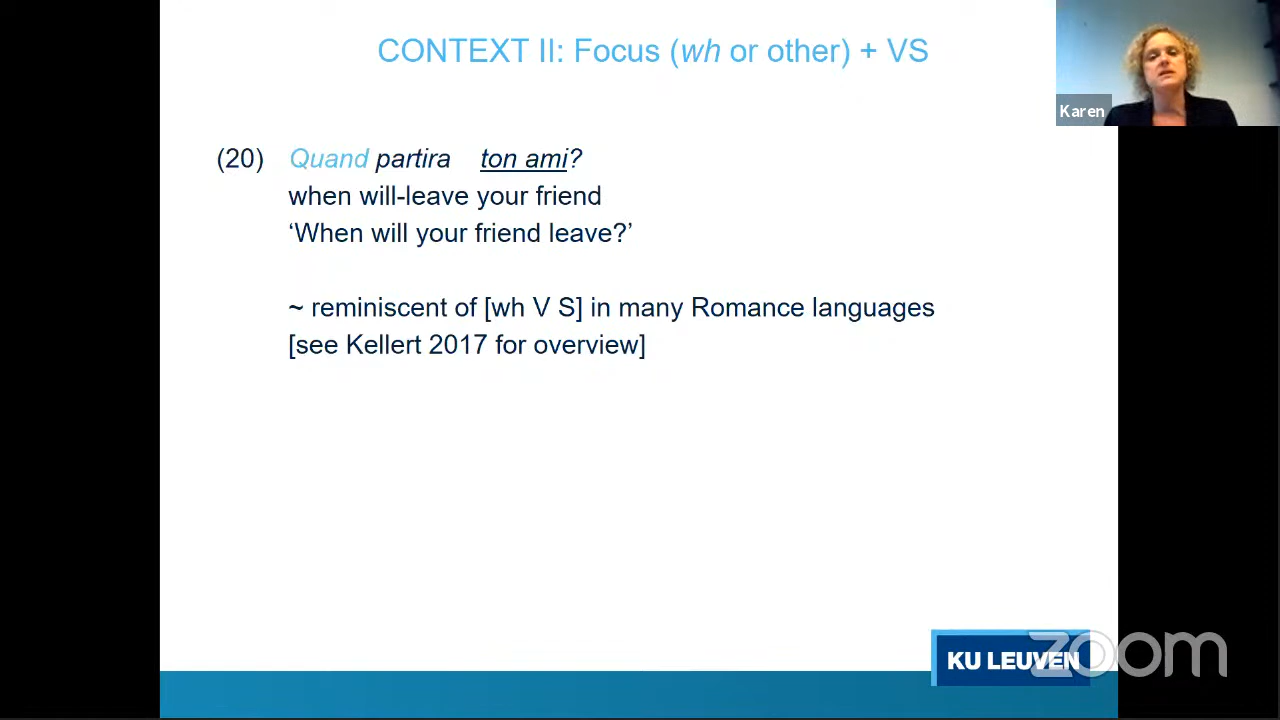 CONTEXT II: Focus (wh or other) + VS
Karen
(20) Quand partira ton ami?
when will-leave your friend
‘When will your friend leave?’
~ reminiscent of [wh V S] in many Romance languages
[see Kellert 2017 for overview]
KU LEUVEN
zoom